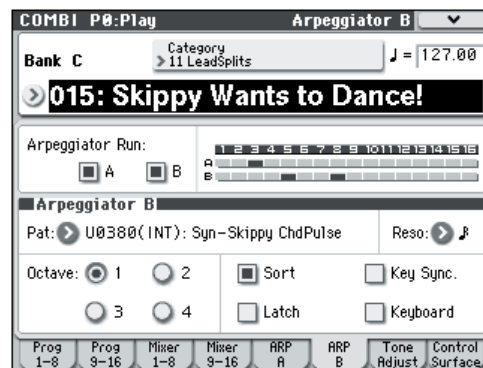 COMBI P0:Play Arpeggiator B
Bank C
Category
11 LeadSplits
♩ = 127.00
015: Skippy Wants to Dance!
Arpeggiator Run:
A B
1 2 3 4 5 6 7 8 9 10 11 12 13 14 15 16
A
B
Arpeggiator B
Pat: U0380(INT): Syn-Skippy ChdPulse Reso:
Octave: 1 2 Sort Key Sync.
3 4 Latch Keyboard
Prog 1-8 Prog 9-16 Mixer 1-8 Mixer 9-16 ARP A ARP B Tone Adjust Control Surface